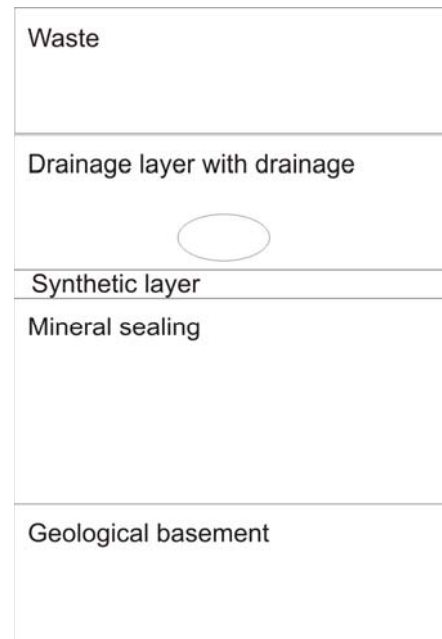 Waste
Drainage layer with drainage
Synthetic layer
Mineral sealing
Geological basement